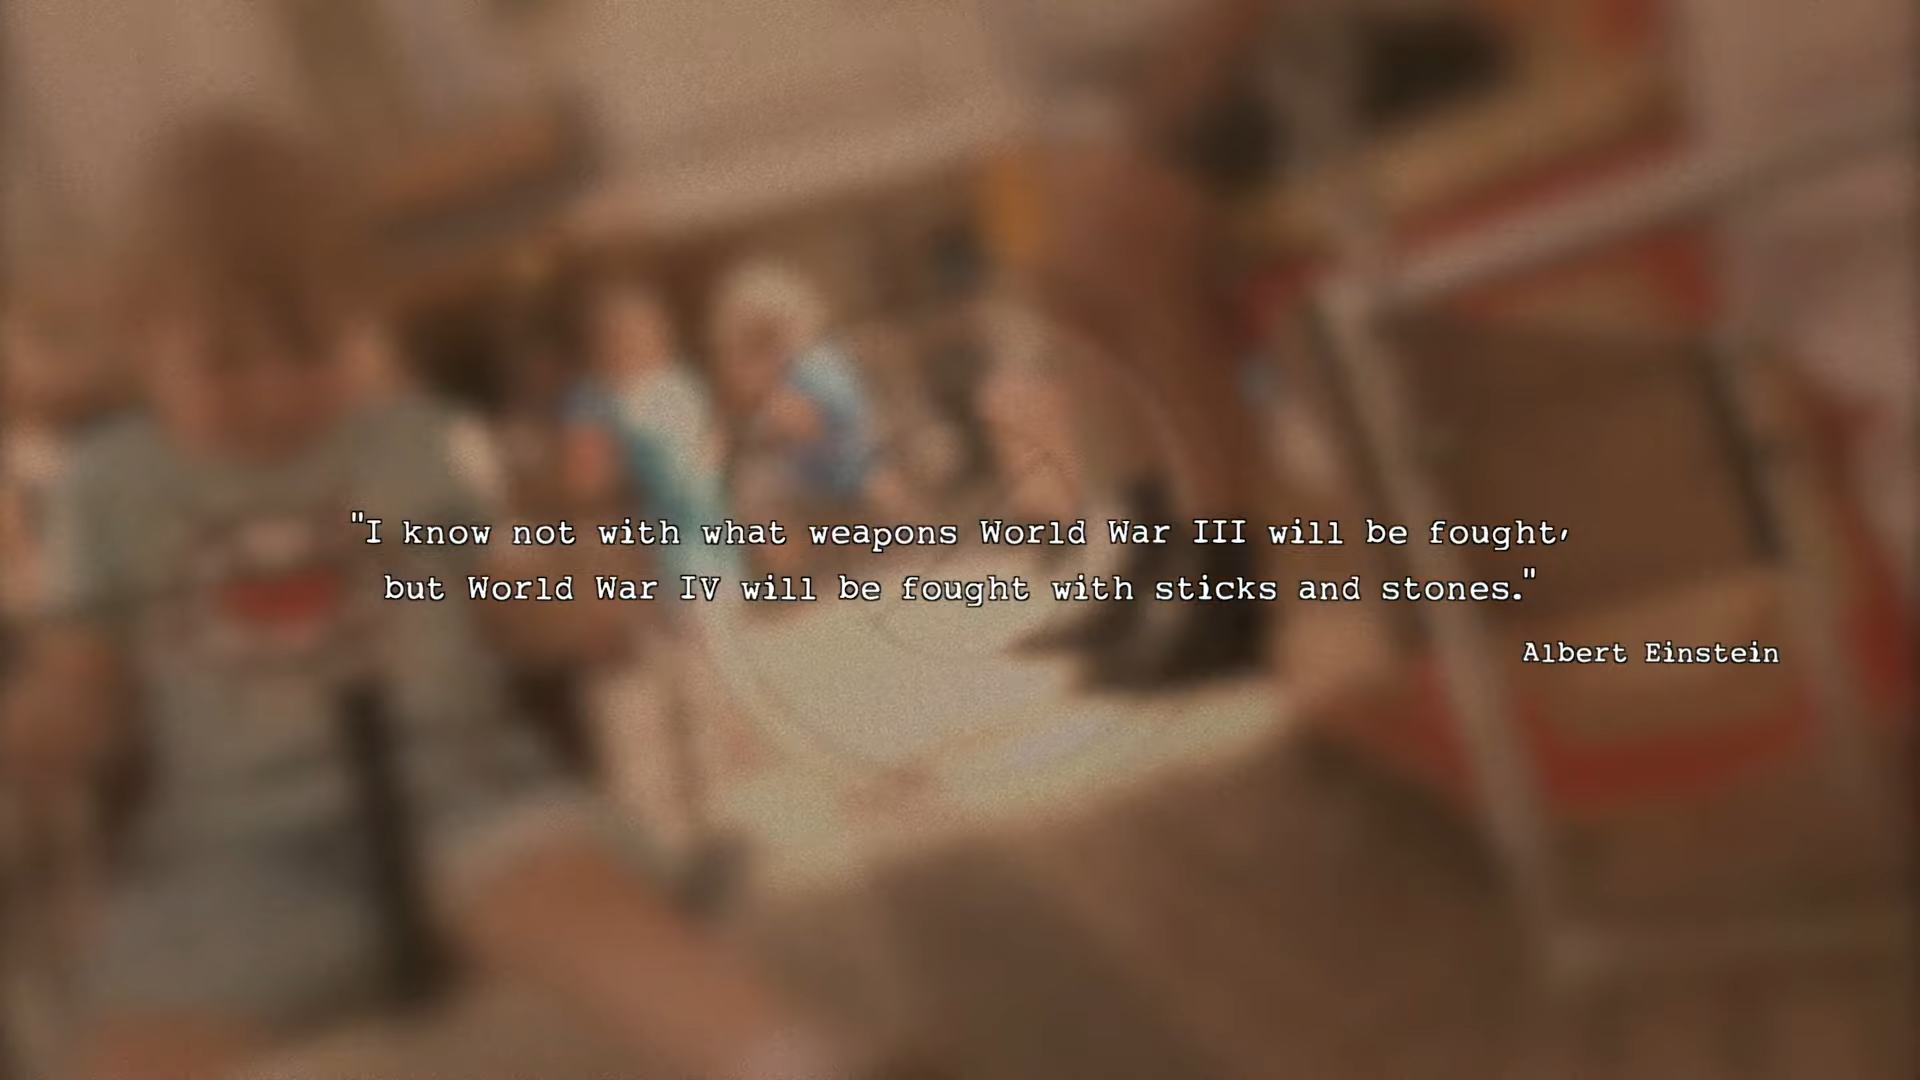 "I know not with what weapons World War III will be fought,
but World War IV will be fought with sticks and stones."
Albert Einstein